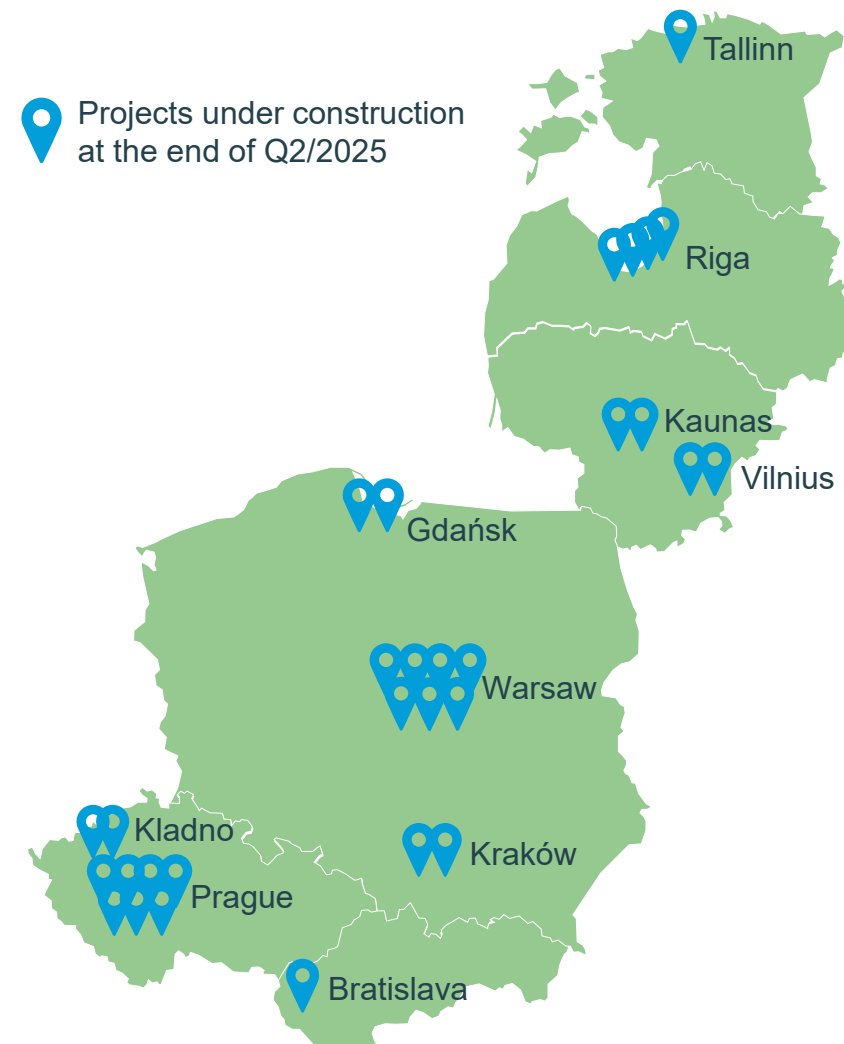 Tallinn
Projects under construction
at the end of Q2/2025
Riga
Kaunas
Vilnius
Gdańsk
Warsaw
Kladno
Kraków
Prague
Bratislava